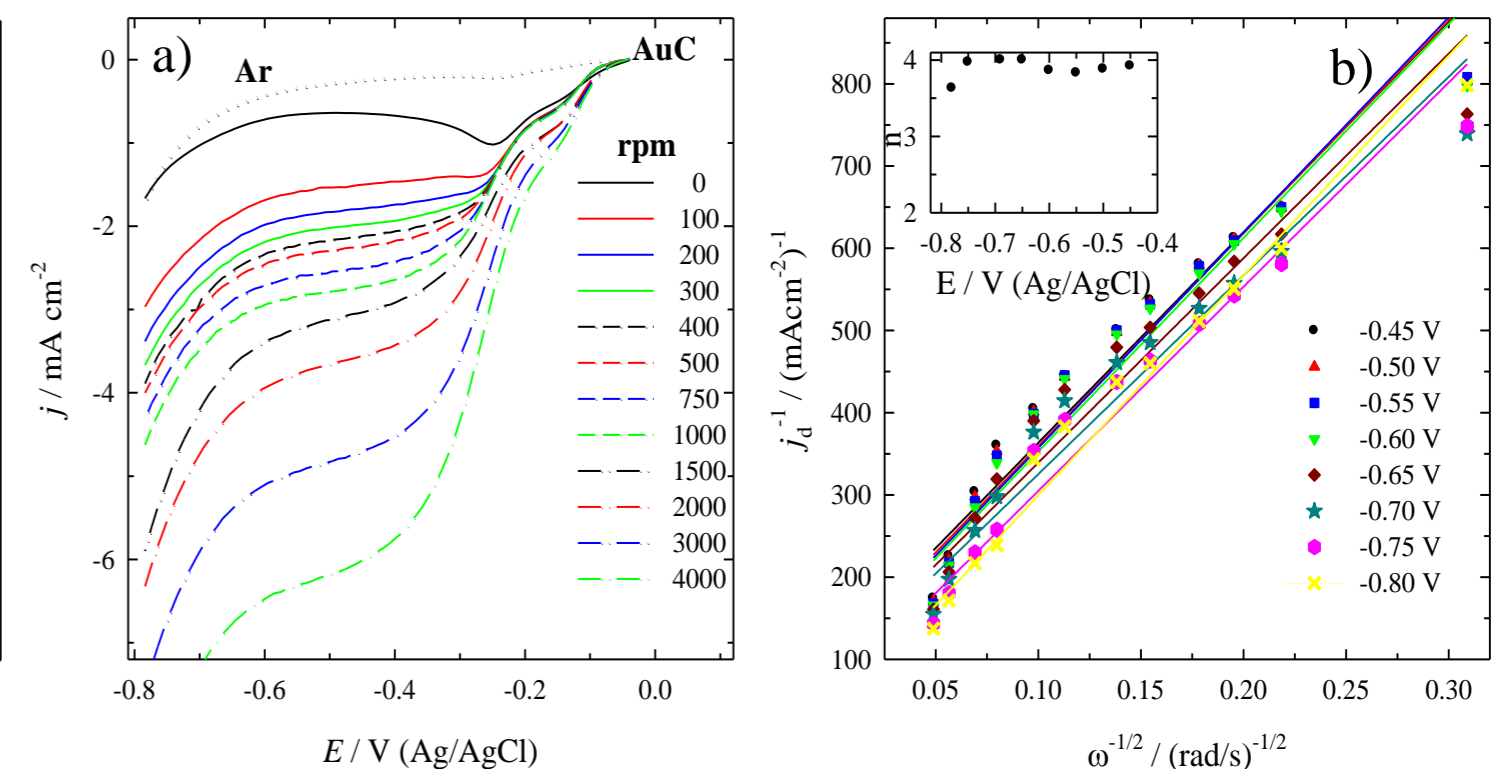 a)
Ar
AuC
rpm
0
100
200
300
400
500
750
1000
1500
2000
3000
4000
0
-2
-4
-6
j / mA cm-2
-0.8 -0.6 -0.4 -0.2 0.0
E / V (Ag/AgCl)
b)
4
3
2
n
-0.8 -0.7 -0.6 -0.5 -0.4
E / V (Ag/AgCl)
-0.45 V
-0.50 V
-0.55 V
-0.60 V
-0.65 V
-0.70 V
-0.75 V
-0.80 V
800
700
600
500
400
300
200
100
jd-1 / (mAcm-2)-1
0.05 0.10 0.15 0.20 0.25 0.30
ω-1/2 / (rad/s)-1/2